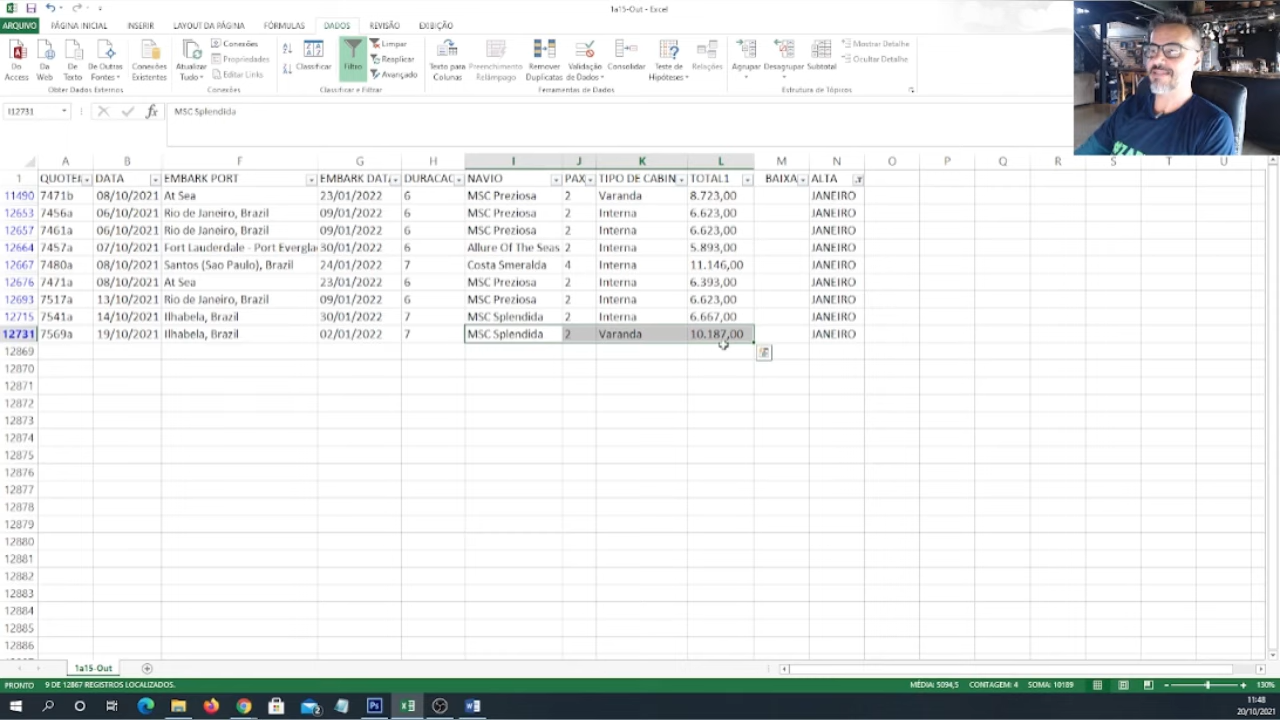 1a15-Out - Excel
ARQUIVO PÁGINA INICIAL INSERIR LAYOUT DA PÁGINA FÓRMULAS DADOS REVISÃO EXIBIÇÃO
Do Access
Da Web
De Texto
De Outras Fontes
Conexões Existentes
Obter Dados Externos
Atualizar Tudo
Conexões
Propriedades
Editar Links
Conexões
Classificar
Filtro
Limpar
Reaplicar
Avançado
Classificar e Filtrar
Texto para Colunas
Preenchimento Relâmpago
Remover Duplicatas
Validação de Dados
Consolidar
Teste de Hipóteses
Relações
Ferramentas de Dados
Agrupar
Desagrupar
Subtotal
Mostrar Detalhe
Ocultar Detalhe
Estrutura de Tópicos
I12731 fx MSC Splendida
A B F G H I J K L M N O P Q R S T U
1 QUOTEI DATA EMBARK PORT EMBARK DATA DURACAO NAVIO PAX TIPO DE CABIN TOTAL1 BAIXA ALTA
11490 7471b 08/10/2021 At Sea 23/01/2022 6 MSC Preziosa 2 Varanda 8.723,00 JANEIRO
12653 7456a 06/10/2021 Rio de Janeiro, Brazil 09/01/2022 6 MSC Preziosa 2 Interna 6.623,00 JANEIRO
12657 7461a 06/10/2021 Rio de Janeiro, Brazil 09/01/2022 6 MSC Preziosa 2 Interna 6.623,00 JANEIRO
12664 7457a 07/10/2021 Fort Lauderdale - Port Evergla 30/01/2022 6 Allure Of The Seas 2 Interna 5.893,00 JANEIRO
12667 7480a 08/10/2021 Santos (Sao Paulo), Brazil 24/01/2022 7 Costa Smeralda 4 Interna 11.146,00 JANEIRO
12676 7471a 08/10/2021 At Sea 23/01/2022 6 MSC Preziosa 2 Interna 6.393,00 JANEIRO
12693 7517a 13/10/2021 Rio de Janeiro, Brazil 09/01/2022 6 MSC Preziosa 2 Interna 6.623,00 JANEIRO
12715 7541a 14/10/2021 Ilhabela, Brazil 30/01/2022 7 MSC Splendida 2 Interna 6.667,00 JANEIRO
12731 7569a 19/10/2021 Ilhabela, Brazil 02/01/2022 7 MSC Splendida 2 Varanda 10.187,00 JANEIRO
12869
12870
12871
12872
12873
12874
12875
12876
12877
12878
12879
12880
12881
12882
12883
12884
12885
12886
1a15-Out
PRONTO 9 DE 12867 REGISTROS LOCALIZADOS. MÉDIA: 5094,5 CONTAGEM: 4 SOMA: 10189 130%
11:48
20/10/2021